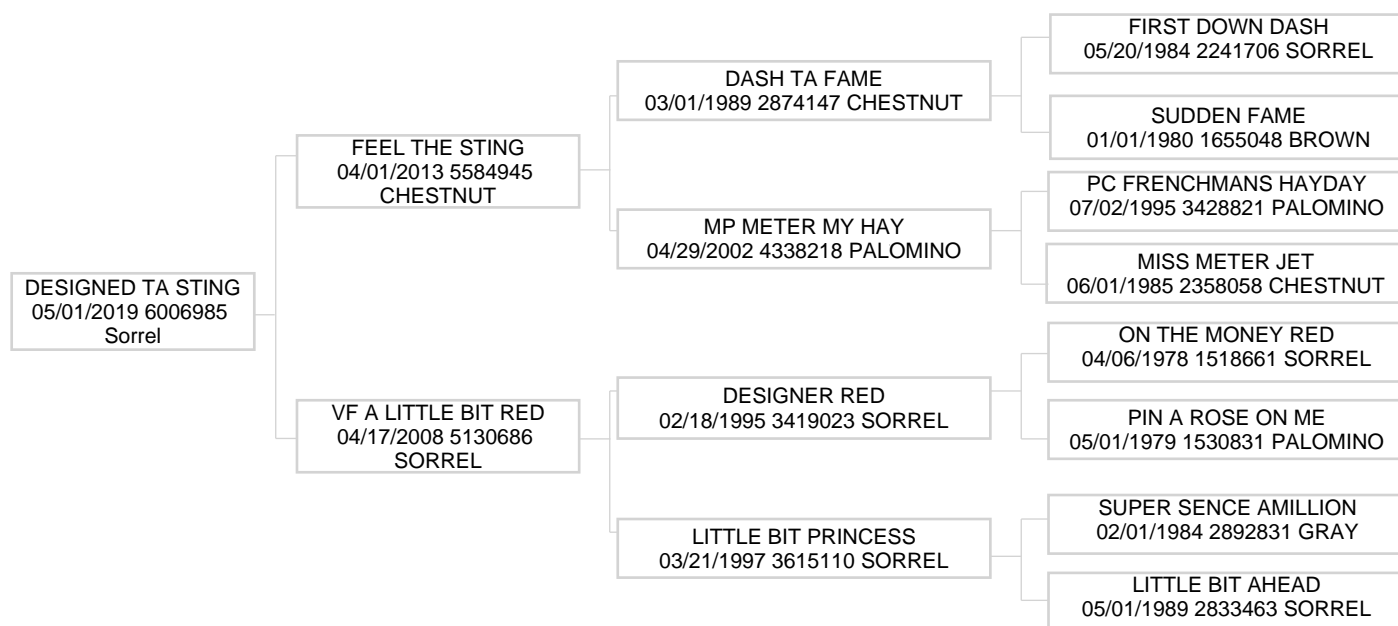 DESIGNED TA STING
05/01/2019 6006985
Sorrel
FEEL THE STING
04/01/2013 5584945
CHESTNUT
VF A LITTLE BIT RED
04/17/2008 5130686
SORREL
DASH TA FAME
03/01/1989 2874147 CHESTNUT
MP METER MY HAY
04/29/2002 4338218 PALOMINO
DESIGNER RED
02/18/1995 3419023 SORREL
LITTLE BIT PRINCESS
03/21/1997 3615110 SORREL
FIRST DOWN DASH
05/20/1984 2241706 SORREL
SUDDEN FAME
01/01/1980 1655048 BROWN
PC FRENCHMANS HAYDAY
07/02/1995 3428821 PALOMINO
MISS METER JET
06/01/1985 2358058 CHESTNUT
ON THE MONEY RED
04/06/1978 1518661 SORREL
PIN A ROSE ON ME
05/01/1979 1530831 PALOMINO
SUPER SENCE AMILLION
02/01/1984 2892831 GRAY
LITTLE BIT AHEAD
05/01/1989 2833463 SORREL